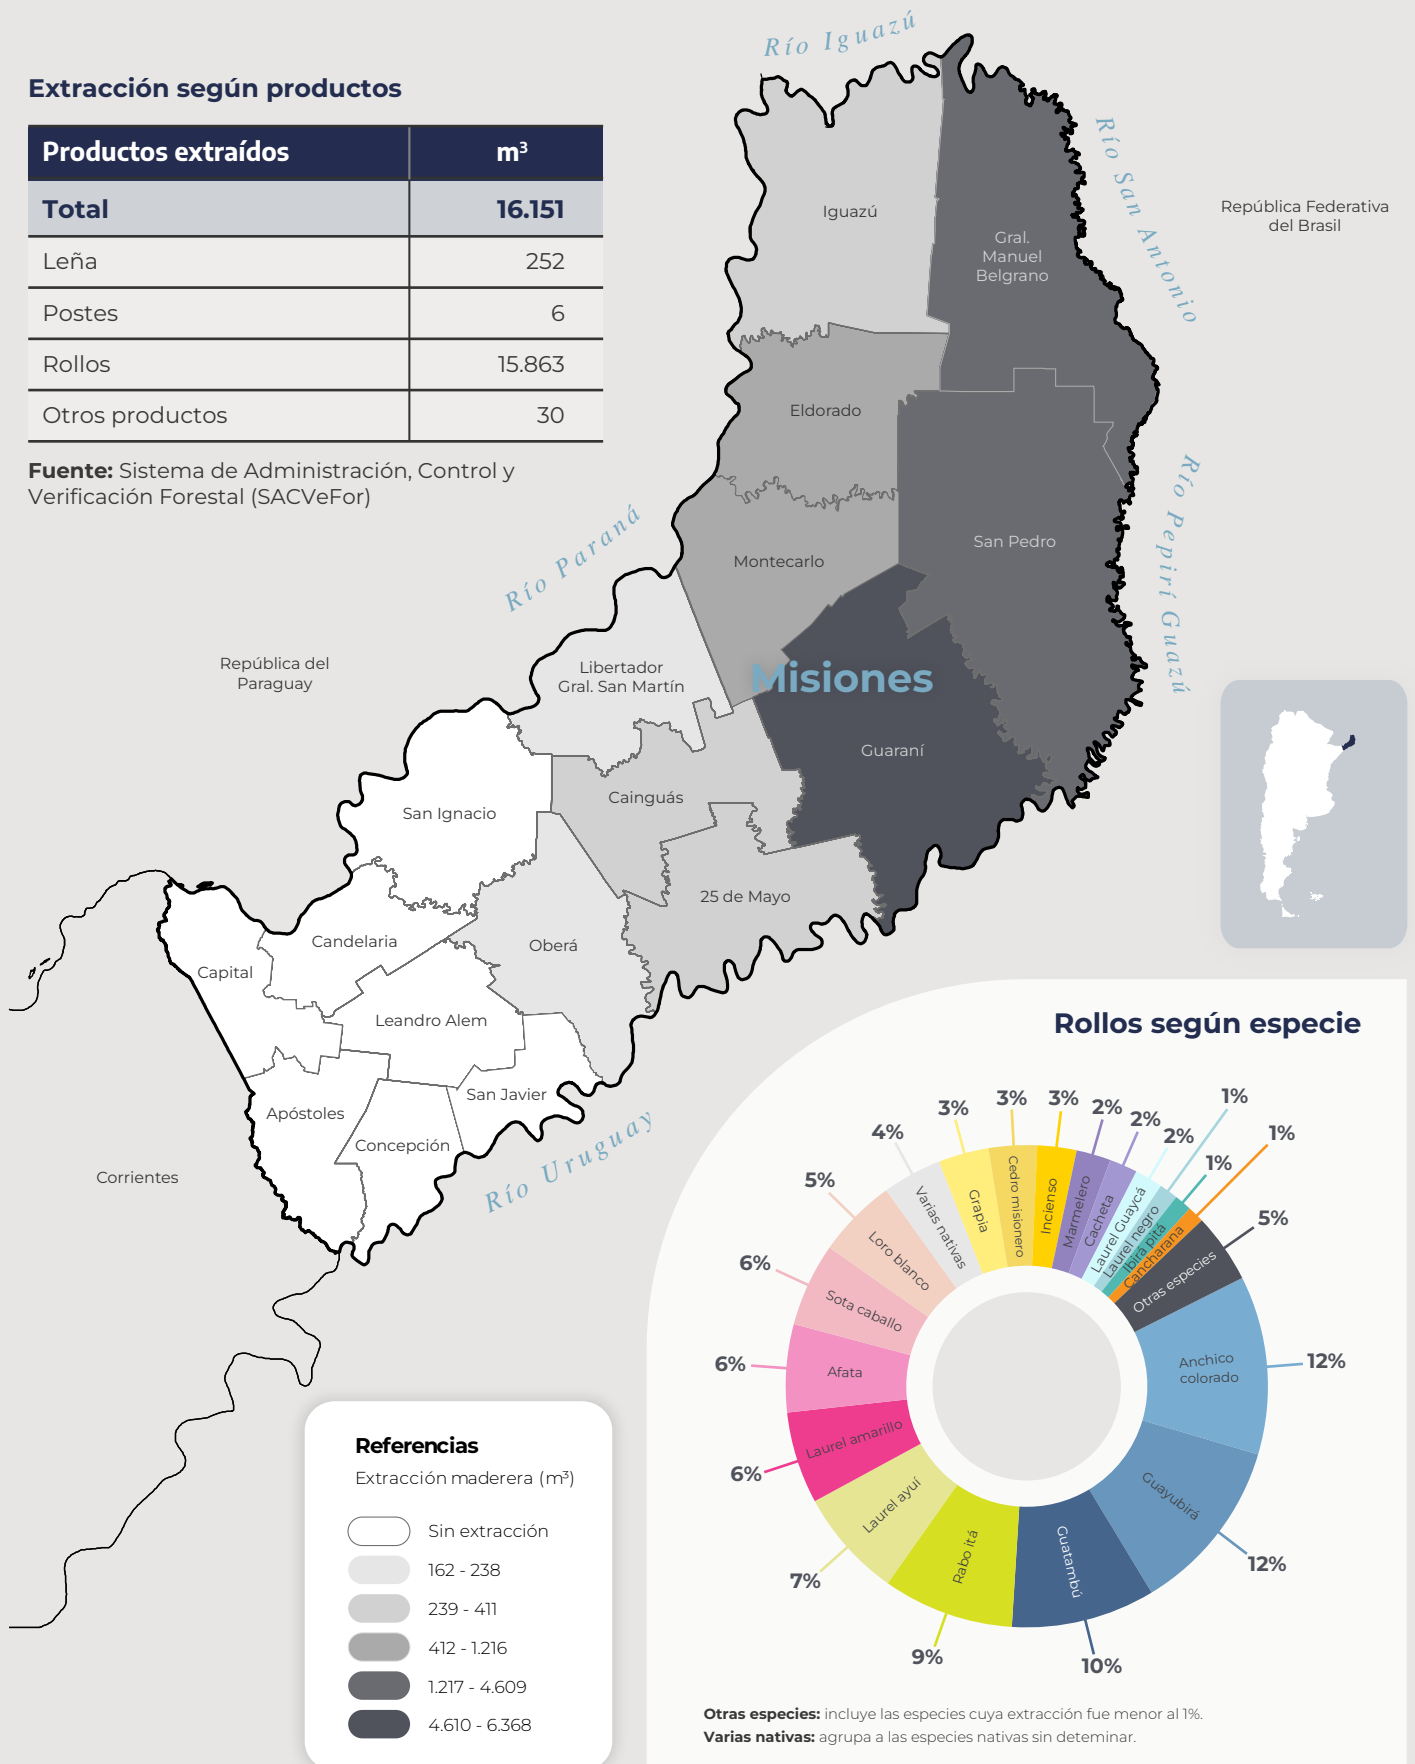 Extracción según productos
Productos extraídos m³
Total 16.151
Leña 252
Postes 6
Rollos 15.863
Otros productos 30
Fuente: Sistema de Administración, Control y
Verificación Forestal (SACVeFor)
Río Iguazú
Río San Antonio
República Federativa
del Brasil
Iguazú
Gral.
Manuel
Belgrano
Eldorado
Río Pepirí Guazú
San Pedro
Montecarlo
Río Paraná
República del
Paraguay
Libertador
Gral. San Martín
Misiones
Guaraní
Cainguás
San Ignacio
25 de Mayo
Candelaria
Oberá
Capital
Leandro Alem
San Javier
Apóstoles
Concepción
Río Uruguay
Corrientes
Referencias
Extracción maderera (m³)
Sin extracción
162 - 238
239 - 411
412 - 1.216
1.217 - 4.609
4.610 - 6.368
Rollos según especie
Anchico
colorado
12%
Guayubirá
12%
Guatambú
10%
Rabo itá
9%
Laurel ayuí
7%
Laurel amarillo
6%
Afata
6%
Sota caballo
6%
Loro blanco
5%
Varias nativas
4%
Grapia
3%
Cedro misionero
3%
Incienso
3%
Marmelero
2%
Cacheta
2%
Laurel Guaycá
2%
Laurel negro
1%
Ibirá pitá
1%
Cancharana
1%
Otras especies
5%
Otras especies: incluye las especies cuya extracción fue menor al 1%.
Varias nativas: agrupa a las especies nativas sin deteminar.